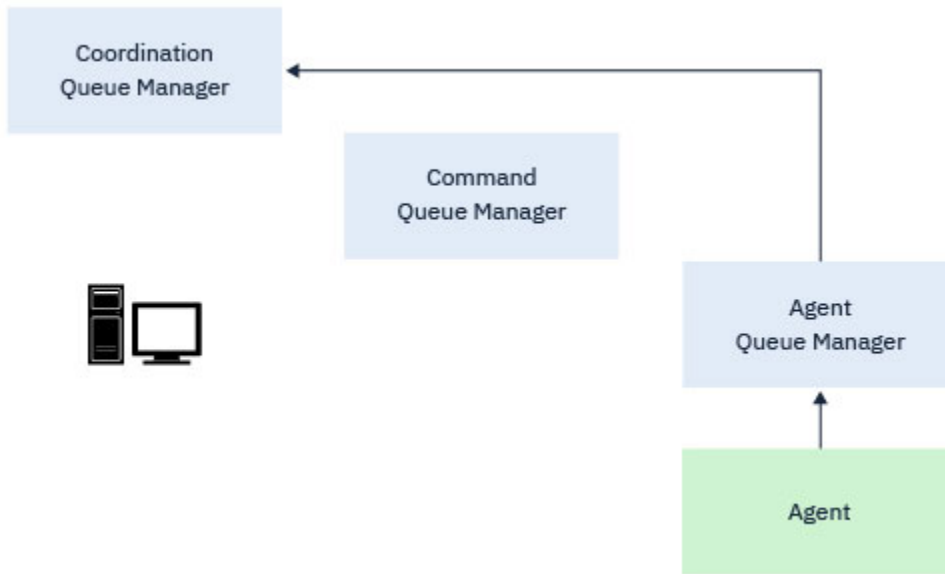 Coordination
Queue Manager
Command
Queue Manager
Agent
Queue Manager
Agent